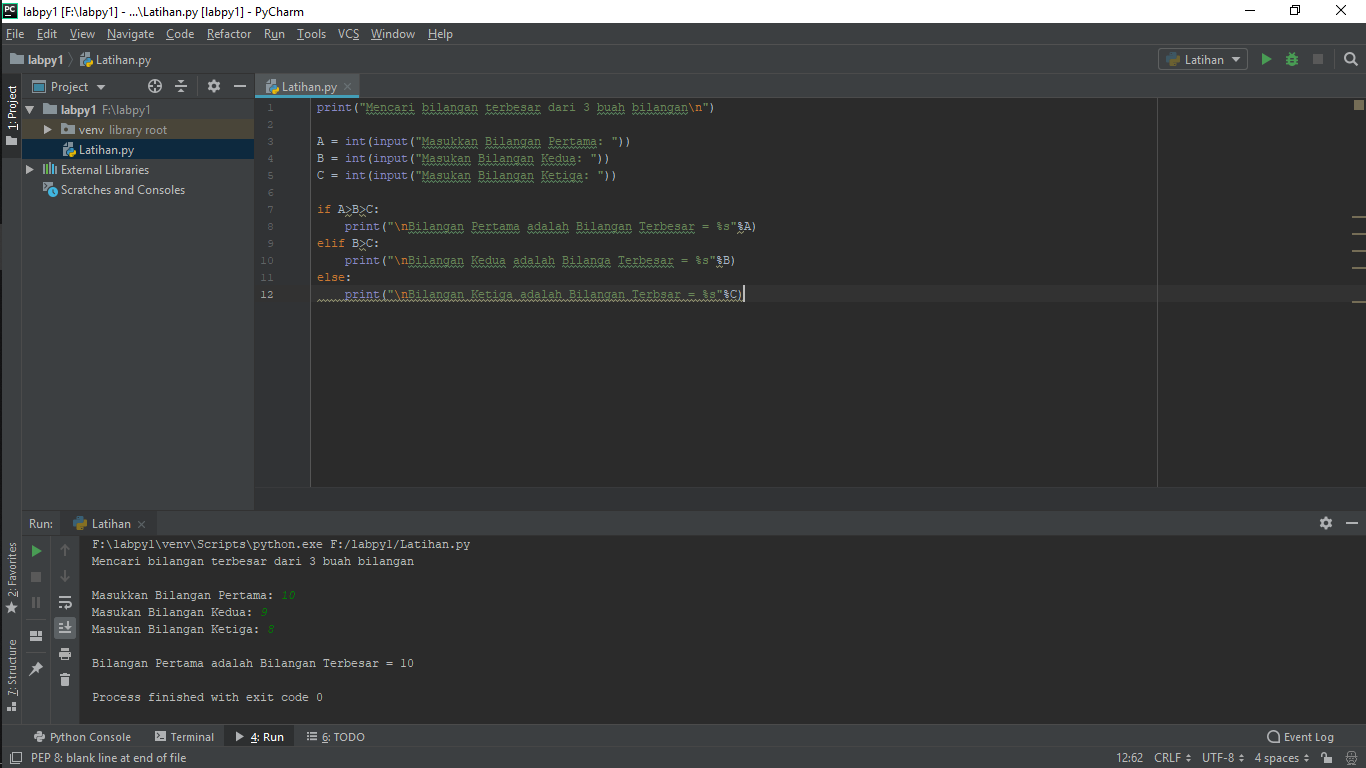 labpy1 [F:\labpy1] - ...\Latihan.py [labpy1] - PyCharm
File Edit View Navigate Code Refactor Run Tools VCS Window Help
labpy1 Latihan.py Latihan
1: Project
Project
labpy1 F:\labpy1
venv library root
Latihan.py
External Libraries
Scratches and Consoles
Latihan.py
1 print("Mencari bilangan terbesar dari 3 buah bilangan\n")
2
3 A = int(input("Masukkan Bilangan Pertama: "))
4 B = int(input("Masukan Bilangan Kedua: "))
5 C = int(input("Masukan Bilangan Ketiga: "))
6
7 if A>B>C:
8 print("\nBilangan Pertama adalah Bilangan Terbesar = %s"%A)
9 elif B>C:
10 print("\nBilangan Kedua adalah Bilanga Terbesar = %s"%B)
11 else:
12 print("\nBilangan Ketiga adalah Bilangan Terbsar = %s"%C)
Run: Latihan
2: Favorites
7: Structure
F:\labpy1\venv\Scripts\python.exe F:/labpy1/Latihan.py
Mencari bilangan terbesar dari 3 buah bilangan
Masukkan Bilangan Pertama: 10
Masukan Bilangan Kedua: 9
Masukan Bilangan Ketiga: 8
Bilangan Pertama adalah Bilangan Terbesar = 10
Process finished with exit code 0
Python Console Terminal 4: Run 6: TODO Event Log
PEP 8: blank line at end of file 12:62 CRLF UTF-8 4 spaces